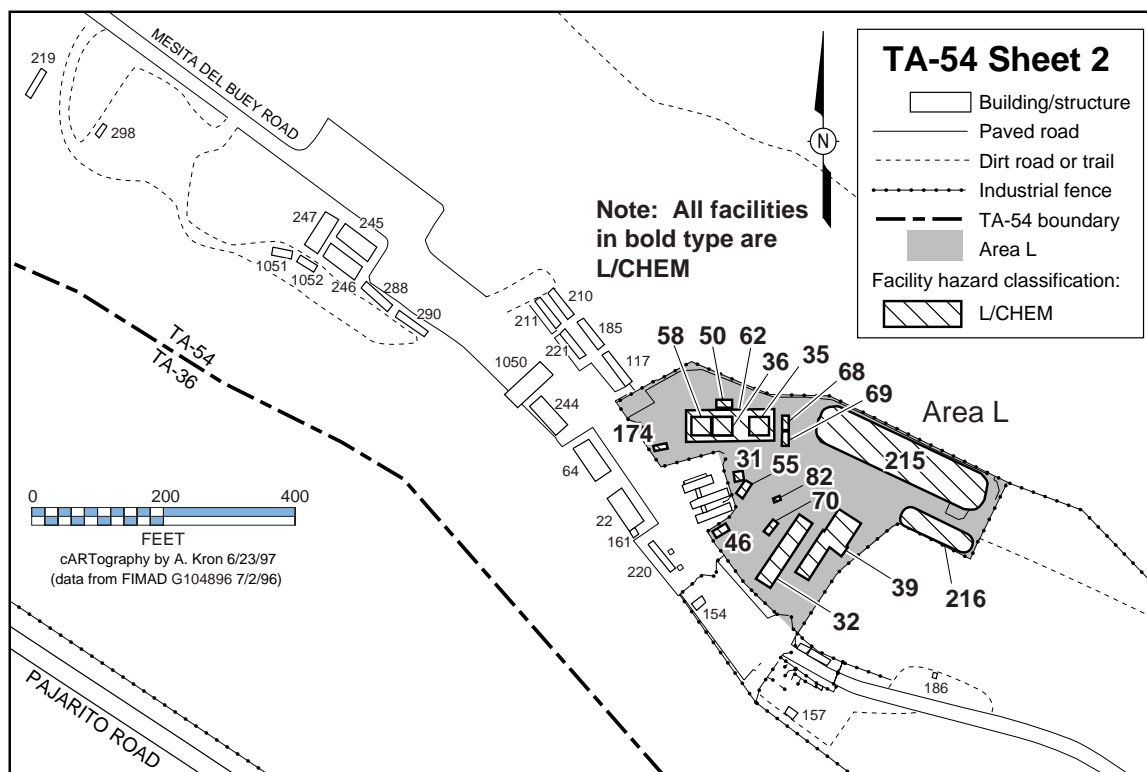 TA-54 Sheet 2
Building/structure
Paved road
Dirt road or trail
Industrial fence
TA-54 boundary
Area L
Facility hazard classification:
L/CHEM
N
Note: All facilities
in bold type are
L/CHEM
MESITA DEL BUEY ROAD
219
298
247
245
1051
1052
246
288
290
210
211
185
221
117
1050
244
64
22
161
220
154
157
186
58
50
62
36
35
68
69
Area L
215
174
31
55
82
70
46
39
32
216
TA-54
TA-36
0
200
400
FEET
cARTography by A. Kron 6/23/97
(data from FIMAD G104896 7/2/96)
PAJARITO ROAD